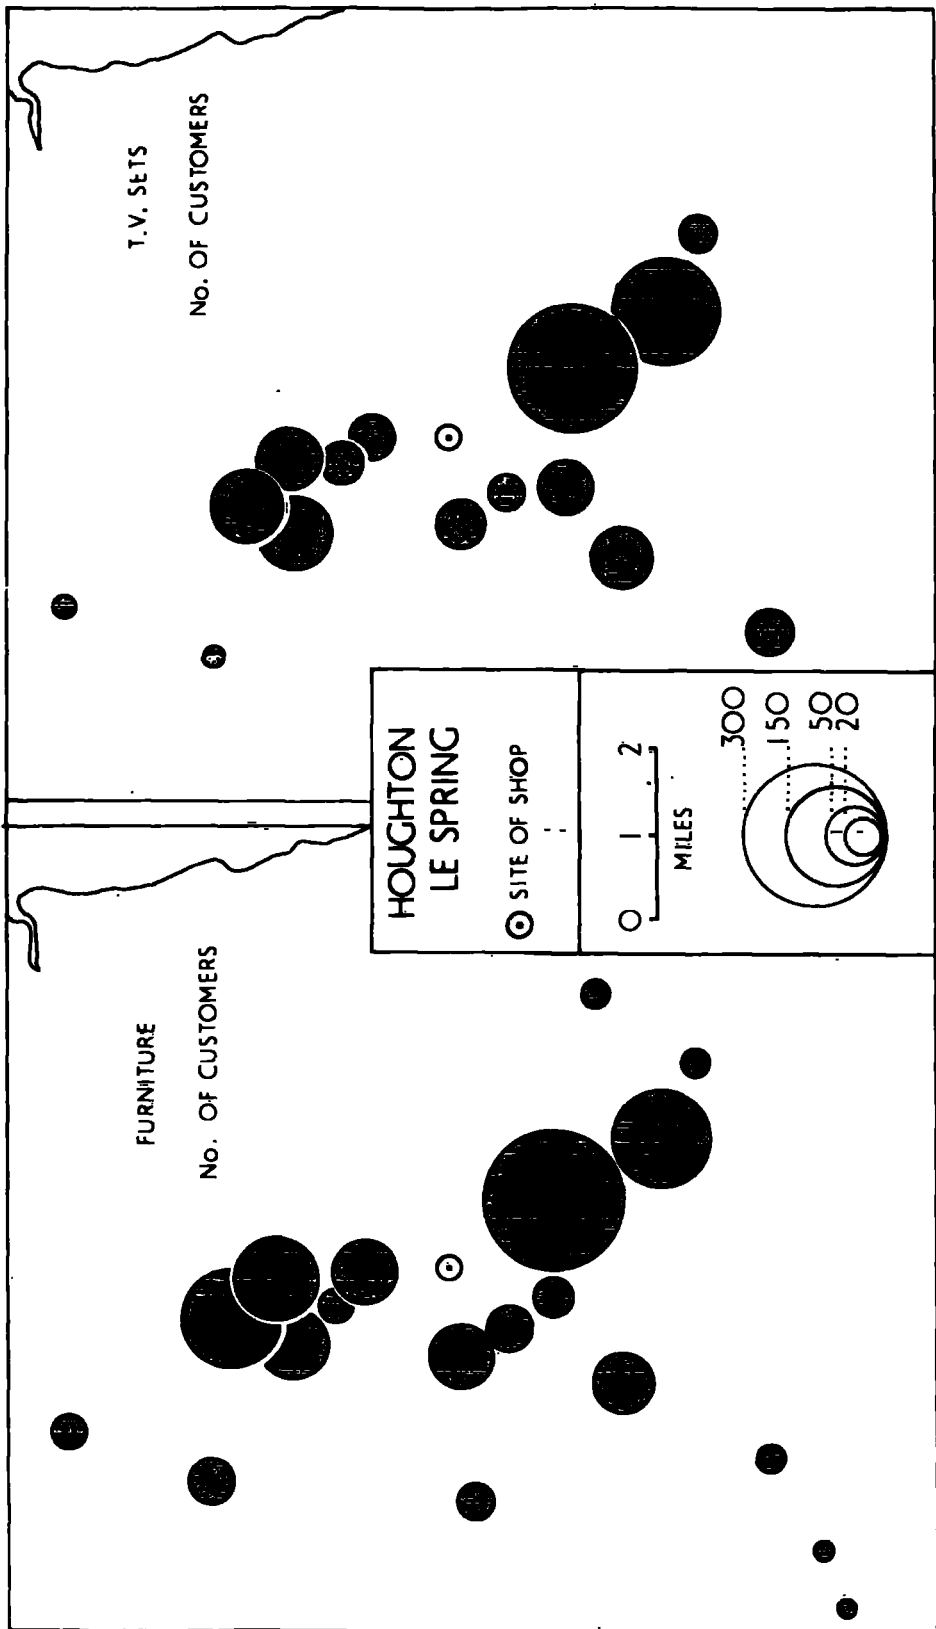 FURNITURE
No. OF CUSTOMERS
T.V. SETS
No. OF CUSTOMERS
HOUGHTON
LE SPRING
SITE OF SHOP
0 1 2
MILES
300
150
50
20